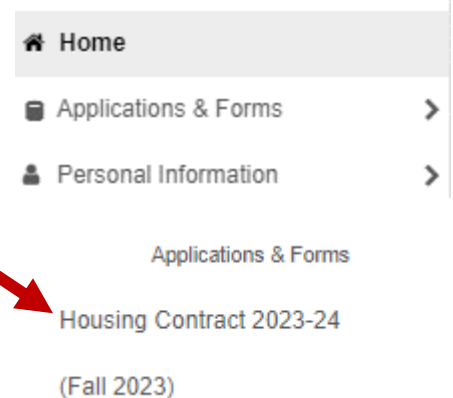 Home
Applications & Forms
Personal Information
Applications & Forms
Housing Contract 2023-24
(Fall 2023)